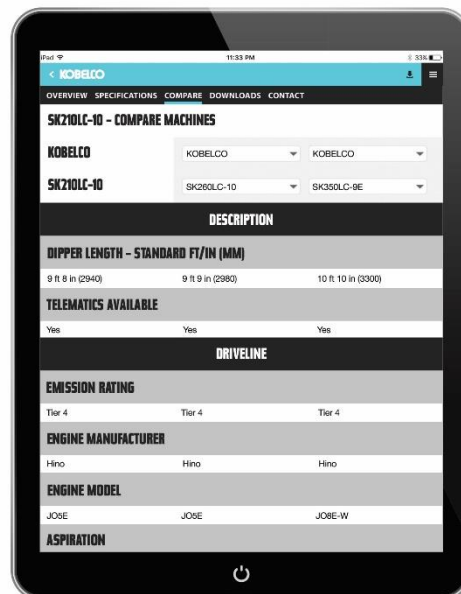 iPad 11:33 PM 33%
< KOBELCO
OVERVIEW SPECIFICATIONS COMPARE DOWNLOADS CONTACT
SK210LC-10 - COMPARE MACHINES
KOBELCO KOBELCO KOBELCO
SK210LC-10 SK260LC-10 SK350LC-9E
DESCRIPTION
DIPPER LENGTH - STANDARD FT/IN (MM)
9 ft 8 in (2940) 9 ft 9 in (2980) 10 ft 10 in (3300)
TELEMATICS AVAILABLE
Yes Yes Yes
DRIVELINE
EMISSION RATING
Tier 4 Tier 4 Tier 4
ENGINE MANUFACTURER
Hino Hino Hino
ENGINE MODEL
JO5E JO5E JO8E-W
ASPIRATION